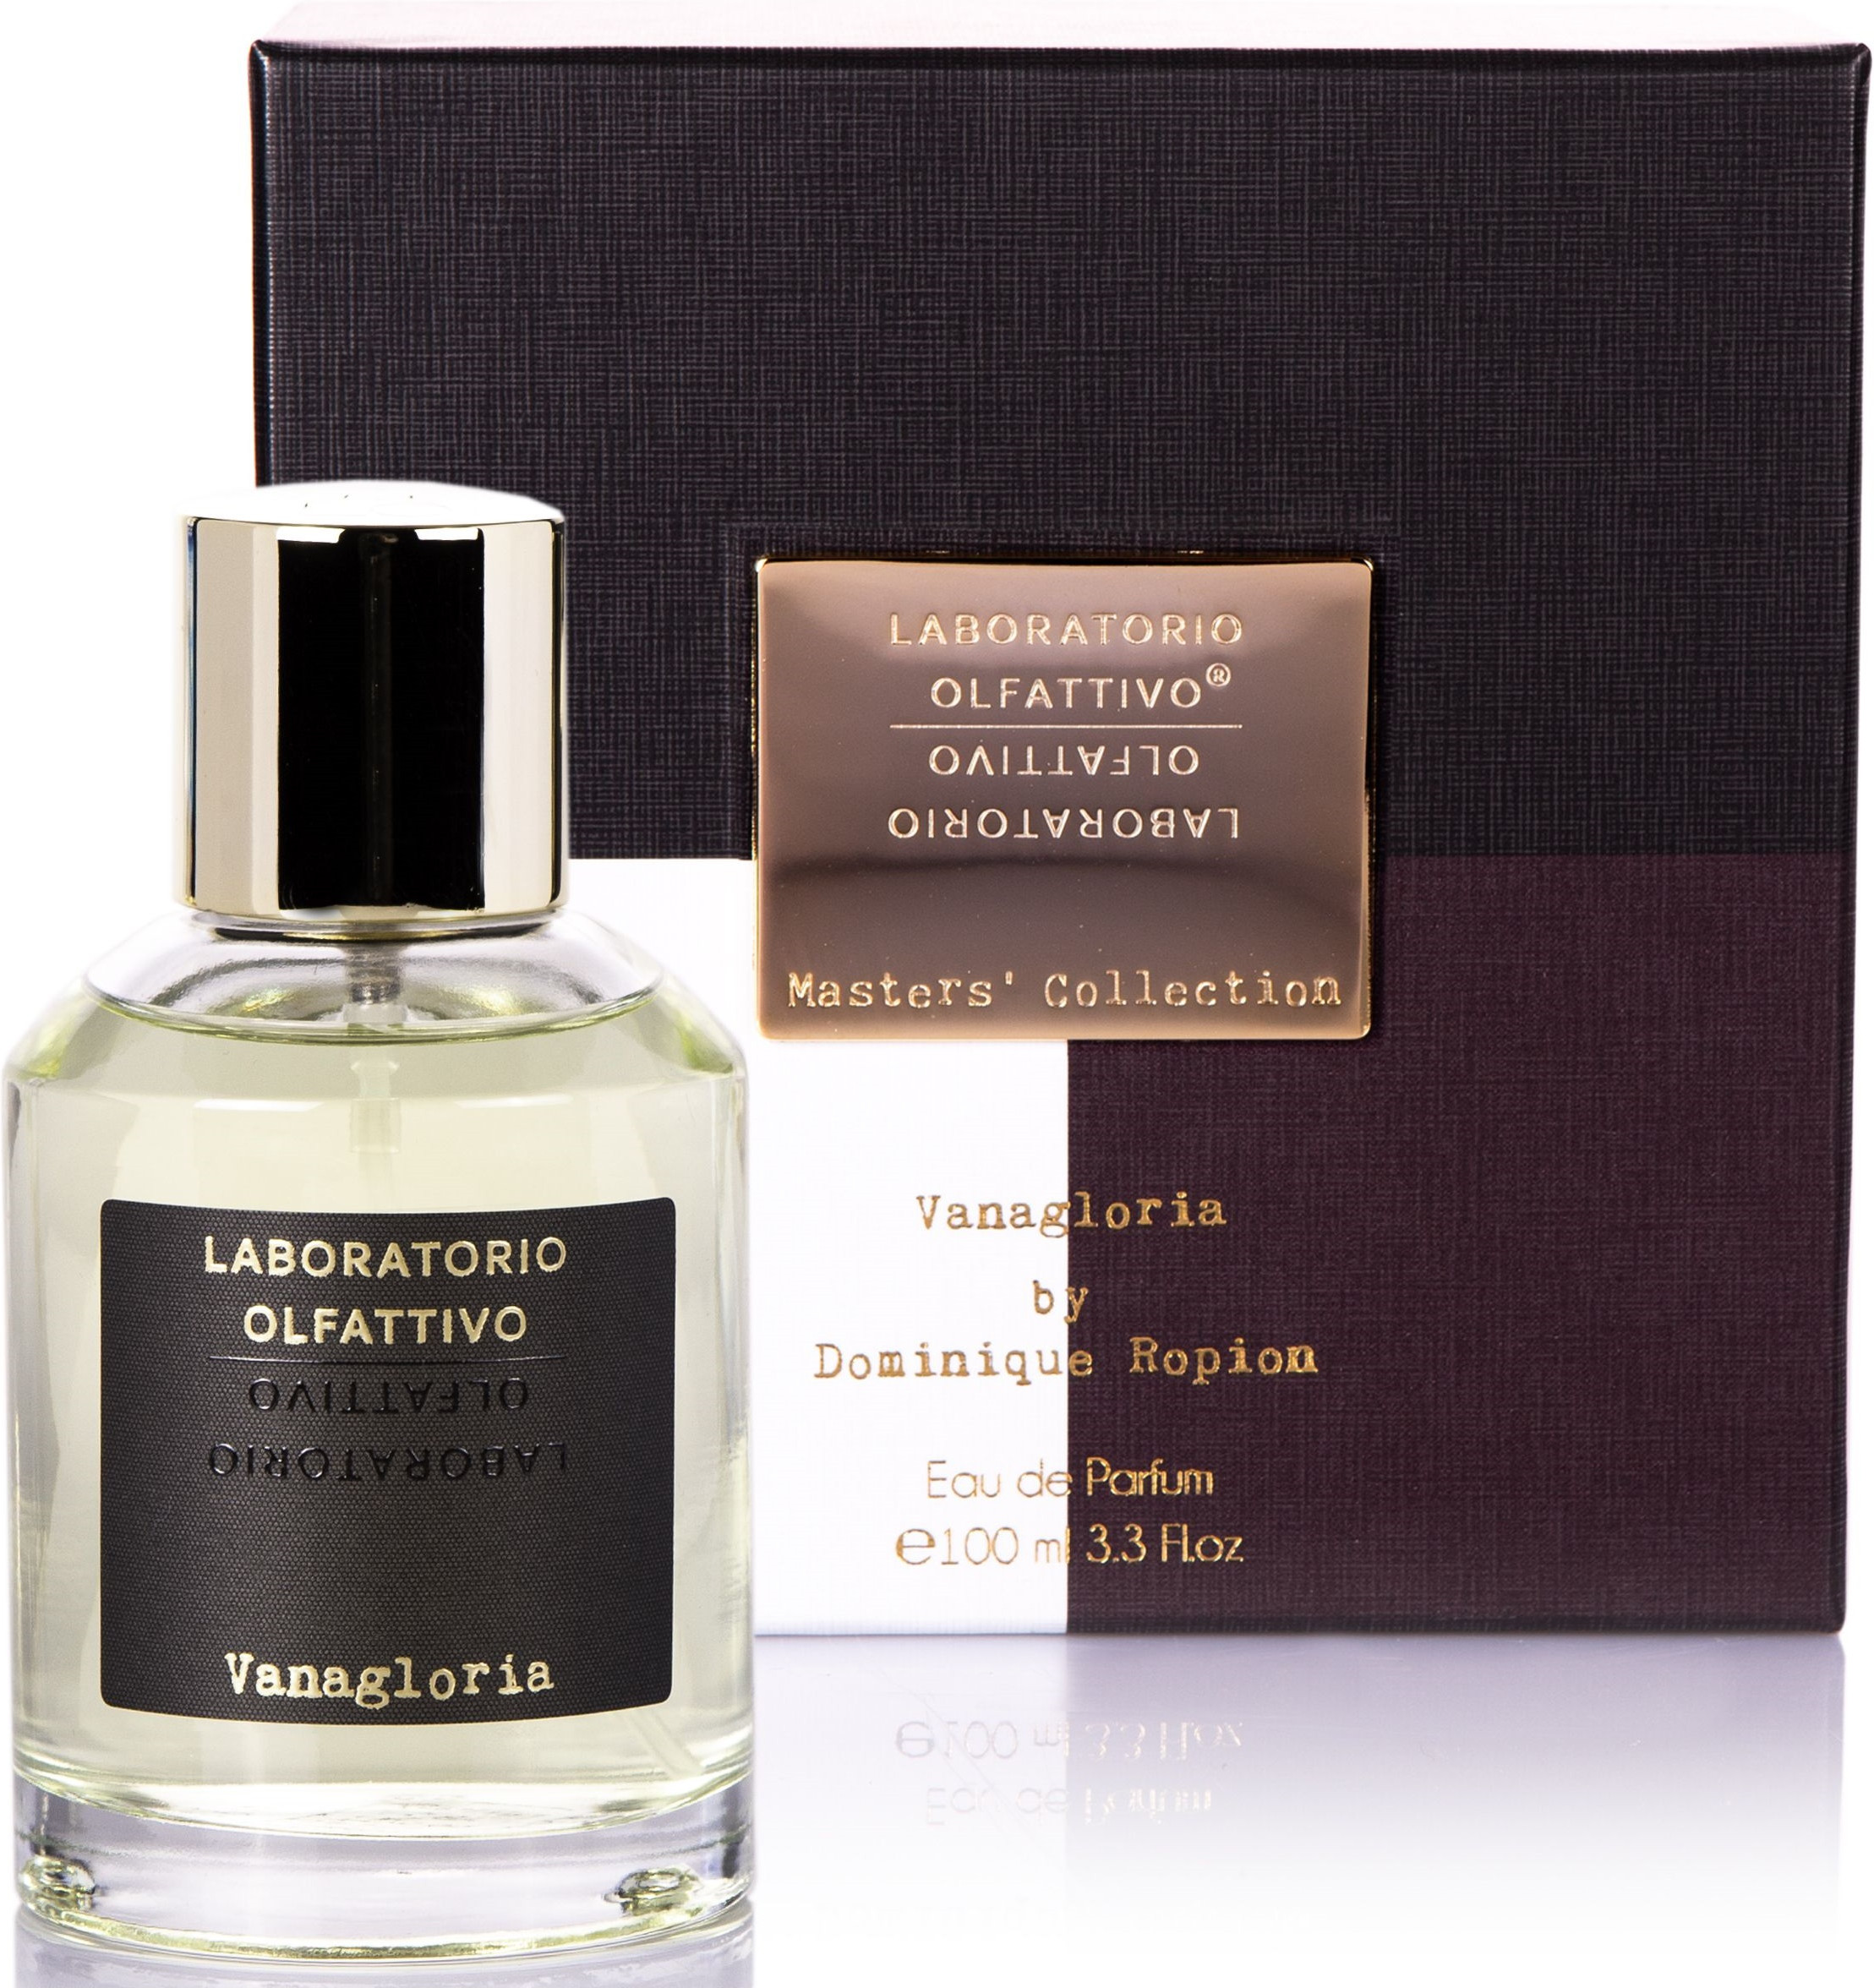 LABORATORIO
OLFATTIVO®
OLFATTIVO
LABORATORIO
Masters' Collection
Vanagloria
by
Dominique Ropion
Eau de Parfum
℮100 ml 3.3 Fl.oz
LABORATORIO
OLFATTIVO
OLFATTIVO
LABORATORIO
Vanagloria